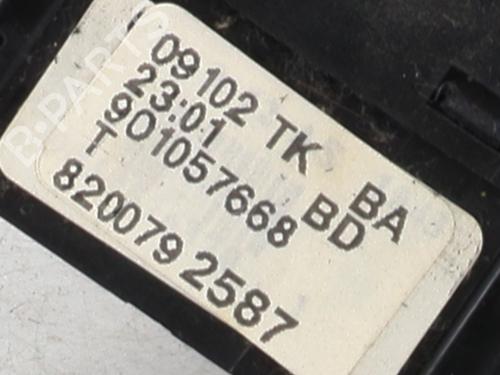 B-PARTS
09102 TK BA
23:01
901057668 BD
T
8200792587